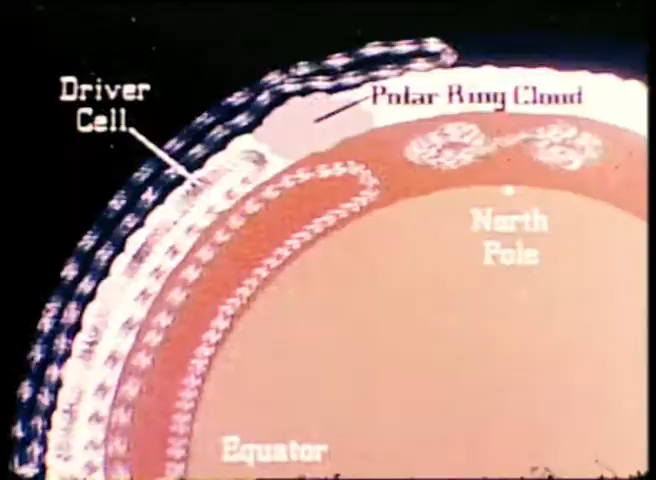 Driver
Cell
Polar Ring Cloud
North
Pole
Equator